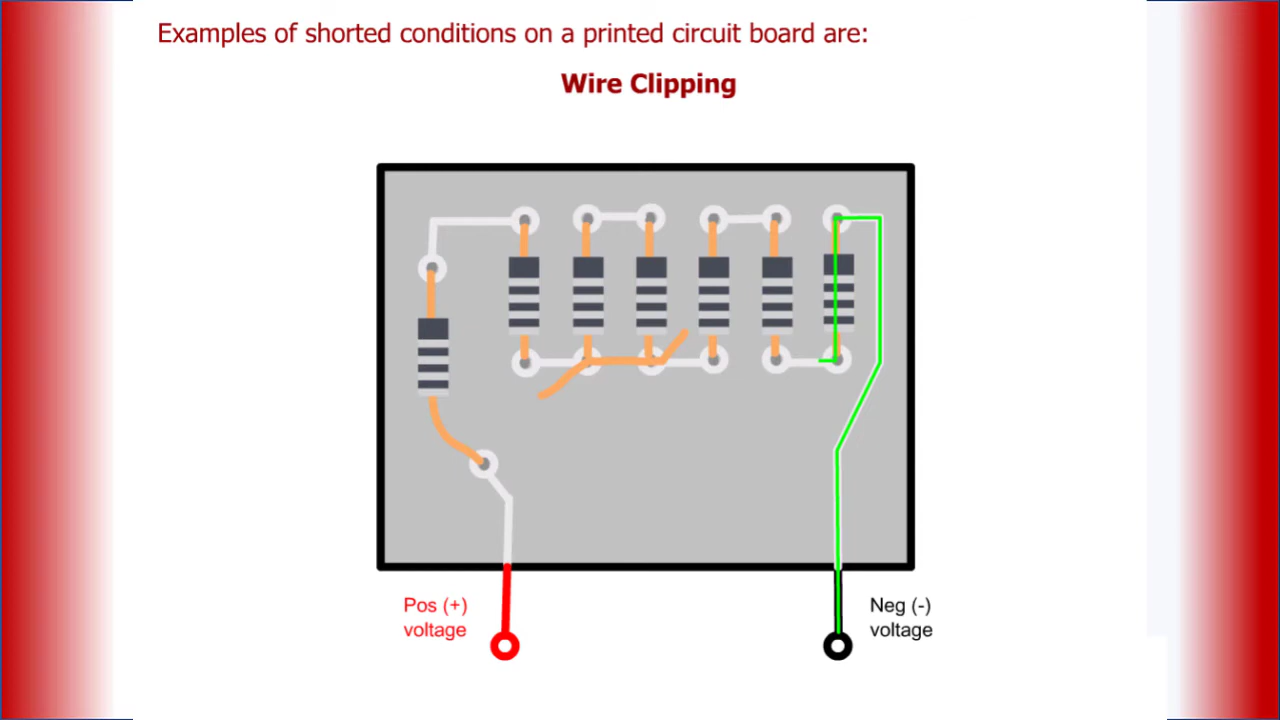 Examples of shorted conditions on a printed circuit board are:
Wire Clipping
Pos (+)
voltage
Neg (-)
voltage